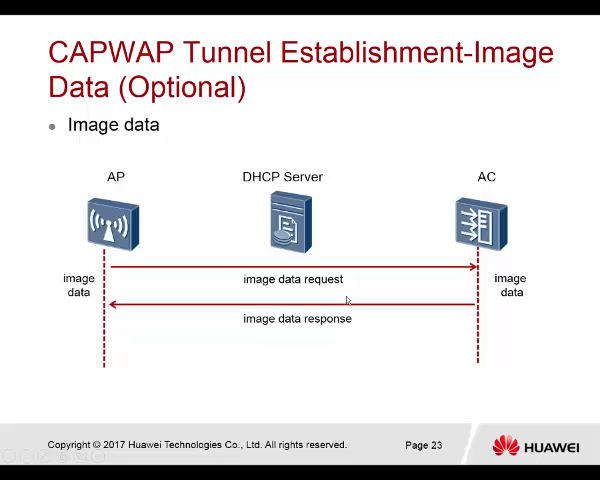 CAPWAP Tunnel Establishment-Image
Data (Optional)
Image data
AP
DHCP Server
AC
image
data
image data request
image
data
image data response
Copyright © 2017 Huawei Technologies Co., Ltd. All rights reserved.
Page 23
HUAWEI